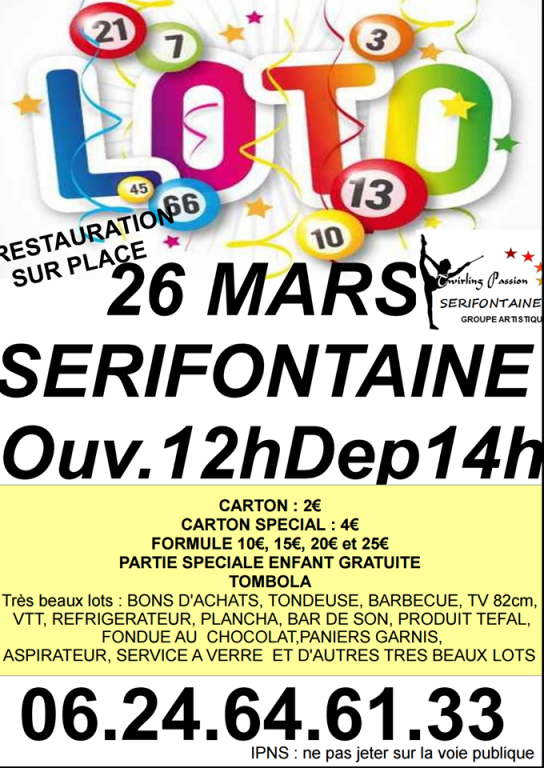 21
7
3
LOTO
45
66
13
10
RESTAURATION
SUR PLACE
26 MARS
Twirling Passion
SERIFONTAINE
GROUPE ARTISTIQU
SERIFONTAINE
Ouv.12hDep14h
CARTON : 2€
CARTON SPECIAL : 4€
FORMULE 10€, 15€, 20€ et 25€
PARTIE SPECIALE ENFANT GRATUITE
TOMBOLA
Très beaux lots : BONS D'ACHATS, TONDEUSE, BARBECUE, TV 82cm,
VTT, REFRIGERATEUR, PLANCHA, BAR DE SON, PRODUIT TEFAL,
FONDUE AU CHOCOLAT,PANIERS GARNIS,
ASPIRATEUR, SERVICE A VERRE ET D'AUTRES TRES BEAUX LOTS
06.24.64.61.33
IPNS : ne pas jeter sur la voie publique